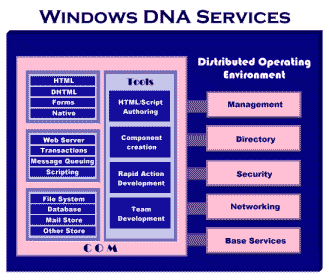 WINDOWS DNA SERVICES
Distributed Operating
Environment
HTML
DHTML
Forms
Native
Web Server
Transactions
Message Queuing
Scripting
File System
Database
Mail Store
Other Store
Tools
HTML/Script
Authoring
Component
creation
Rapid Action
Development
Team
Development
COM
Management
Directory
Security
Networking
Base Services